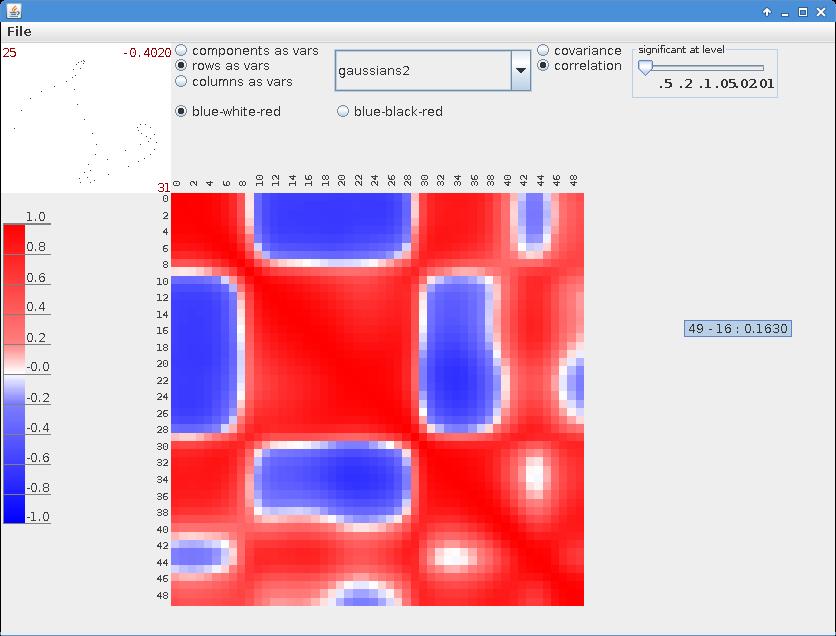 File
25 -0.4020
components as vars
rows as vars
columns as vars
gaussians2
covariance
correlation
significant at level
.5 .2 .1.05.0201
blue-white-red
blue-black-red
31
0 2 4 6 8 10 12 14 16 18 20 22 24 26 28 30 32 34 36 38 40 42 44 46 48
1.0
0.8
0.6
0.4
0.2
-0.0
-0.2
-0.4
-0.6
-0.8
-1.0
0
2
4
6
8
10
12
14
16
18
20
22
24
26
28
30
32
34
36
38
40
42
44
46
48
49 - 16 : 0.1630